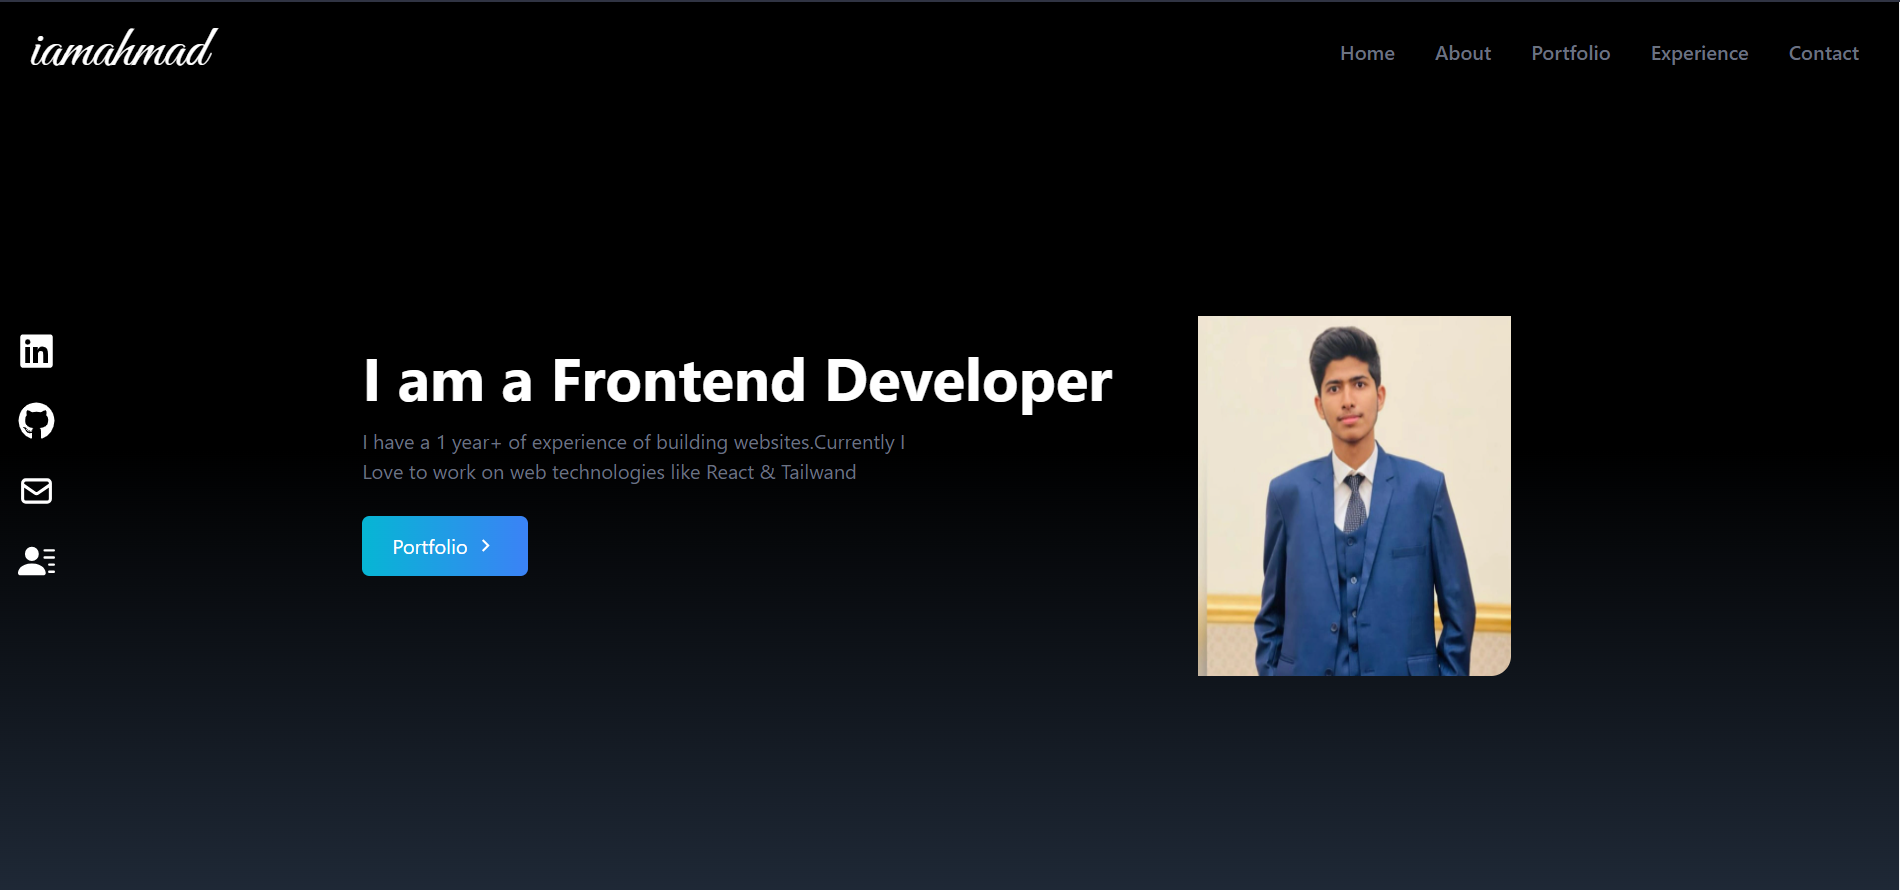 iamahmad
Home About Portfolio Experience Contact
in
I am a Frontend Developer
I have a 1 year+ of experience of building websites.Currently I
Love to work on web technologies like React & Tailwand
Portfolio